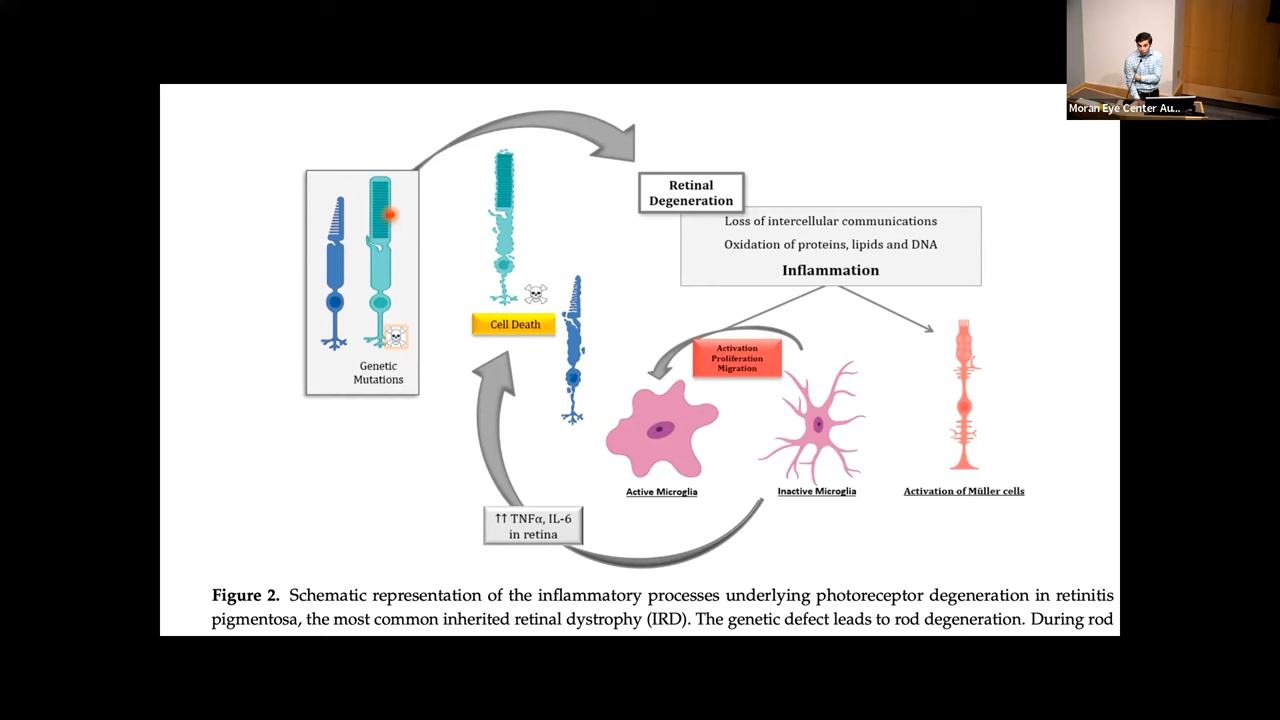 Moran Eye Center Au...
Retinal
Degeneration
Loss of intercellular communications
Oxidation of proteins, lipids and DNA
Inflammation
Genetic
Mutations
Cell Death
Activation
Proliferation
Migration
Active Microglia
Inactive Microglia
Activation of Müller cells
↑↑ TNFα, IL-6
in retina
Figure 2. Schematic representation of the inflammatory processes underlying photoreceptor degeneration in retinitis
pigmentosa, the most common inherited retinal dystrophy (IRD). The genetic defect leads to rod degeneration. During rod